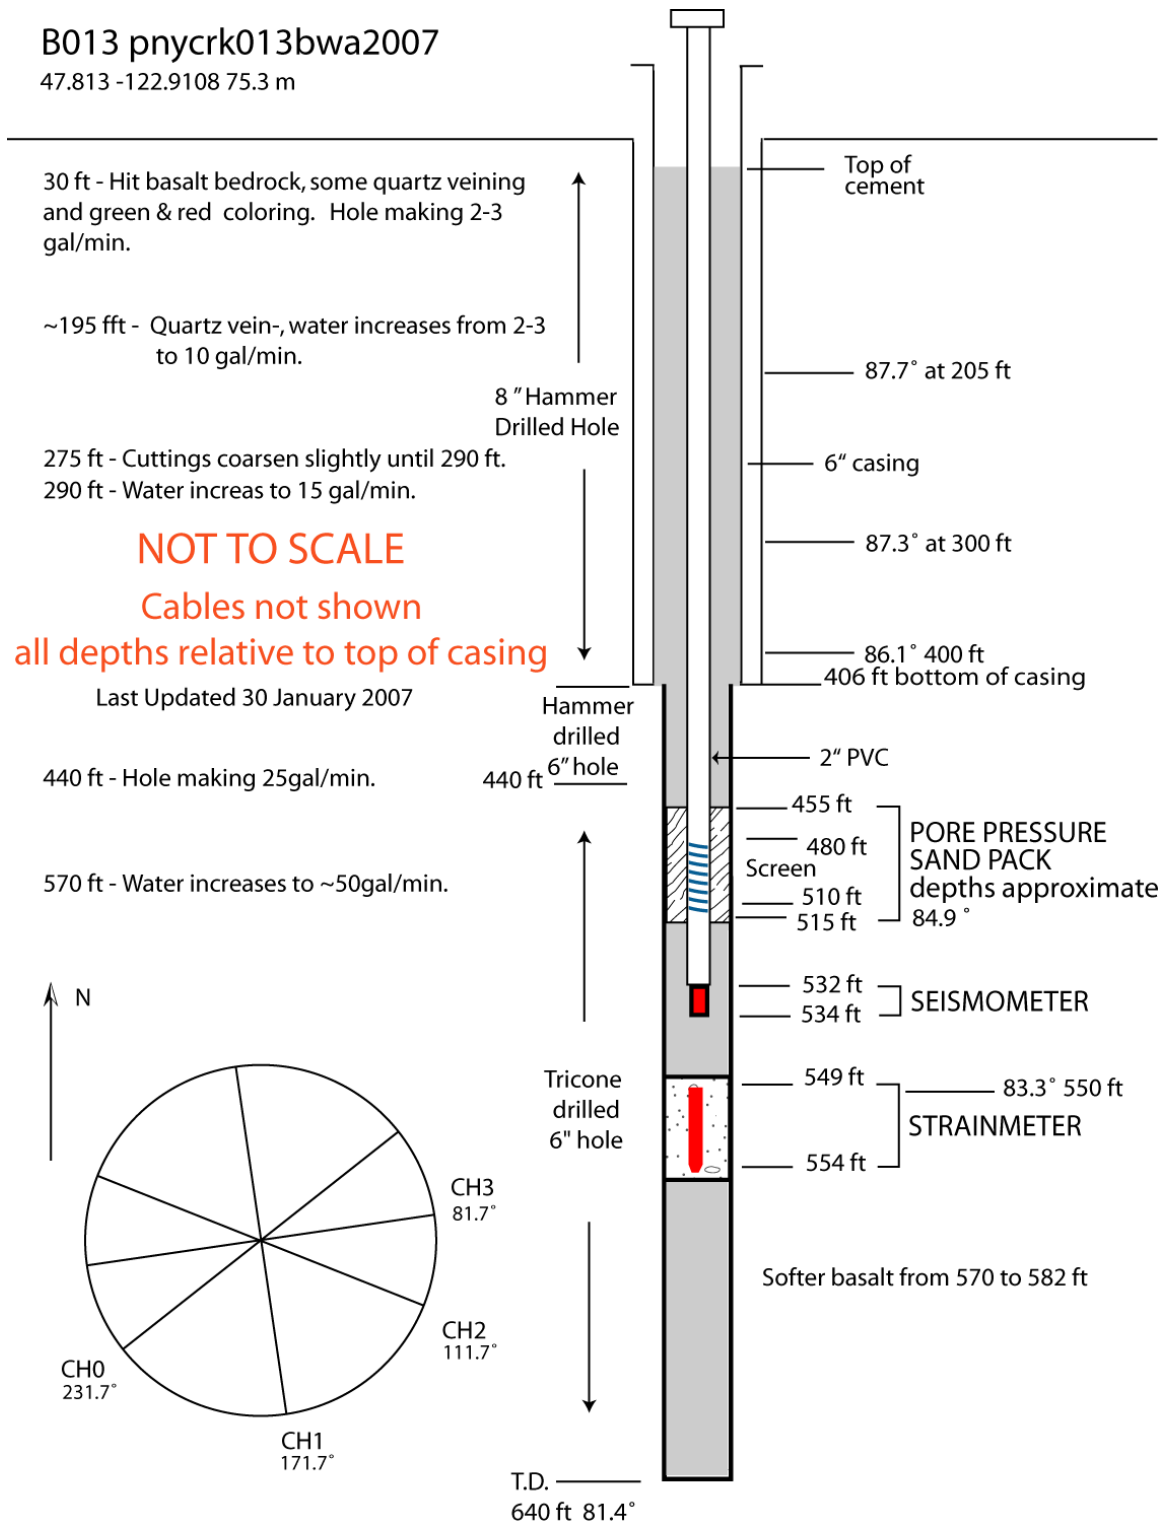 B013 pnycrk013bwa2007
47.813 -122.9108 75.3 m
30 ft - Hit basalt bedrock, some quartz veining
and green & red coloring. Hole making 2-3
gal/min.
~195 fft - Quartz vein-, water increases from 2-3
to 10 gal/min.
8 ” Hammer
Drilled Hole
275 ft - Cuttings coarsen slightly until 290 ft.
290 ft - Water increas to 15 gal/min.
NOT TO SCALE
Cables not shown
all depths relative to top of casing
Last Updated 30 January 2007
Hammer
drilled
6” hole
440 ft - Hole making 25gal/min.
440 ft
570 ft - Water increases to ~50gal/min.
Top of
cement
87.7˚ at 205 ft
6“ casing
87.3˚ at 300 ft
86.1˚ 400 ft
406 ft bottom of casing
2“ PVC
455 ft
480 ft
Screen
510 ft
515 ft
PORE PRESSURE
SAND PACK
depths approximate
84.9 ˚
532 ft
534 ft
SEISMOMETER
549 ft
83.3˚ 550 ft
STRAINMETER
554 ft
Tricone
drilled
6" hole
Softer basalt from 570 to 582 ft
N
CH3
81.7˚
CH2
111.7˚
CH0
231.7˚
CH1
171.7˚
T.D.
640 ft 81.4˚